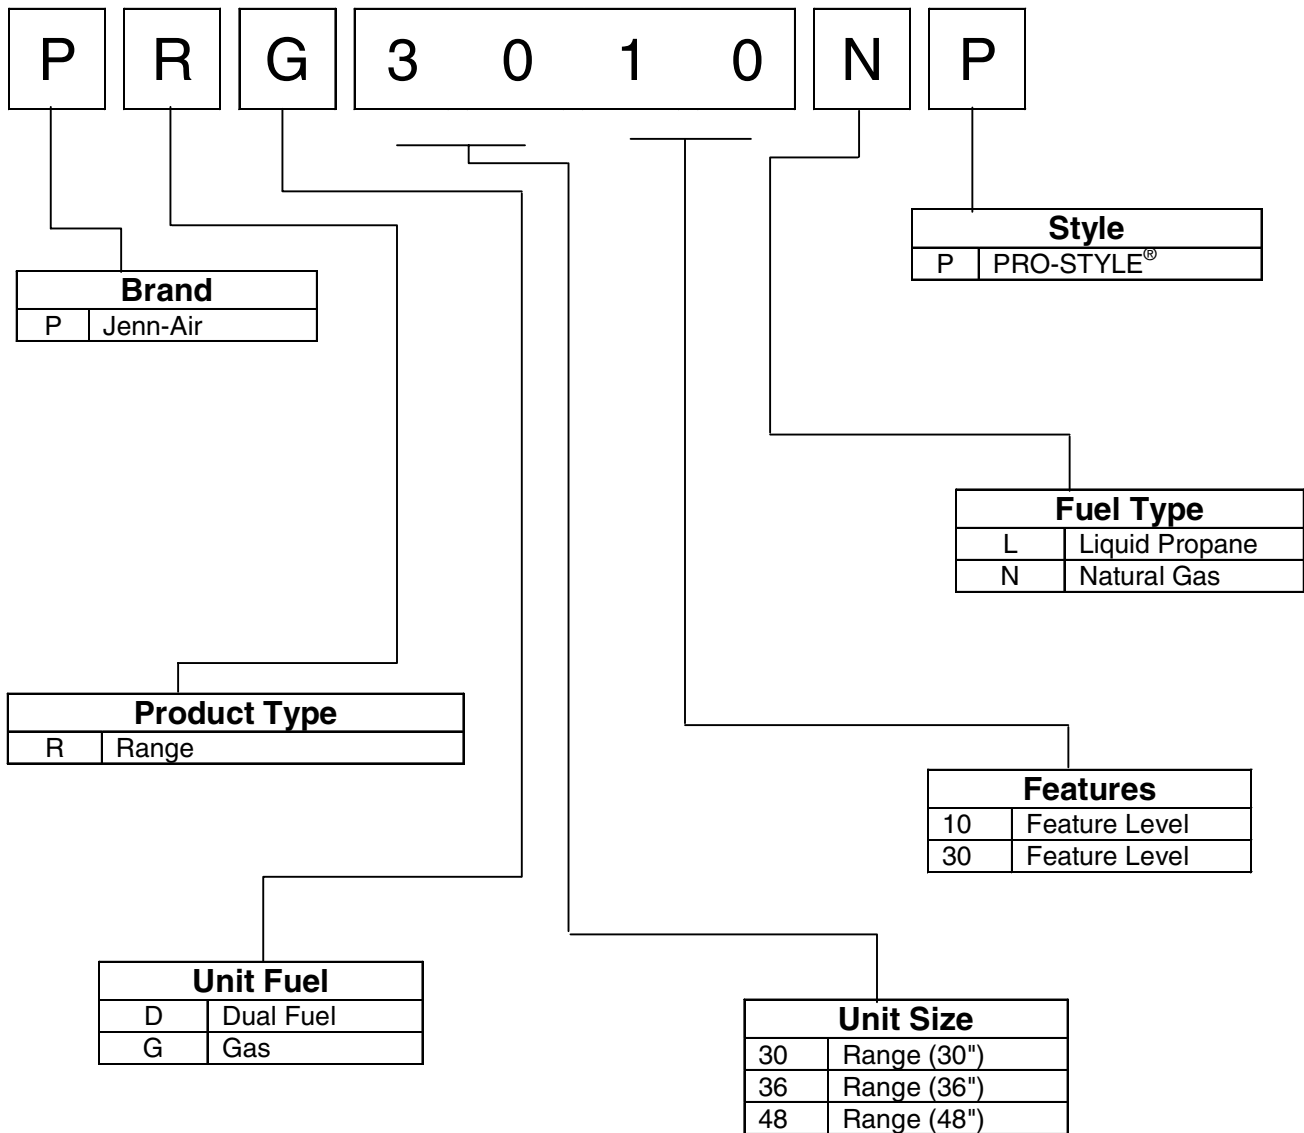 P R G 3 0 1 0 N P
Style
P PRO-STYLE®
Brand
P Jenn-Air
Fuel Type
L Liquid Propane
N Natural Gas
Product Type
R Range
Features
10 Feature Level
30 Feature Level
Unit Fuel
D Dual Fuel
G Gas
Unit Size
30 Range (30")
36 Range (36")
48 Range (48")